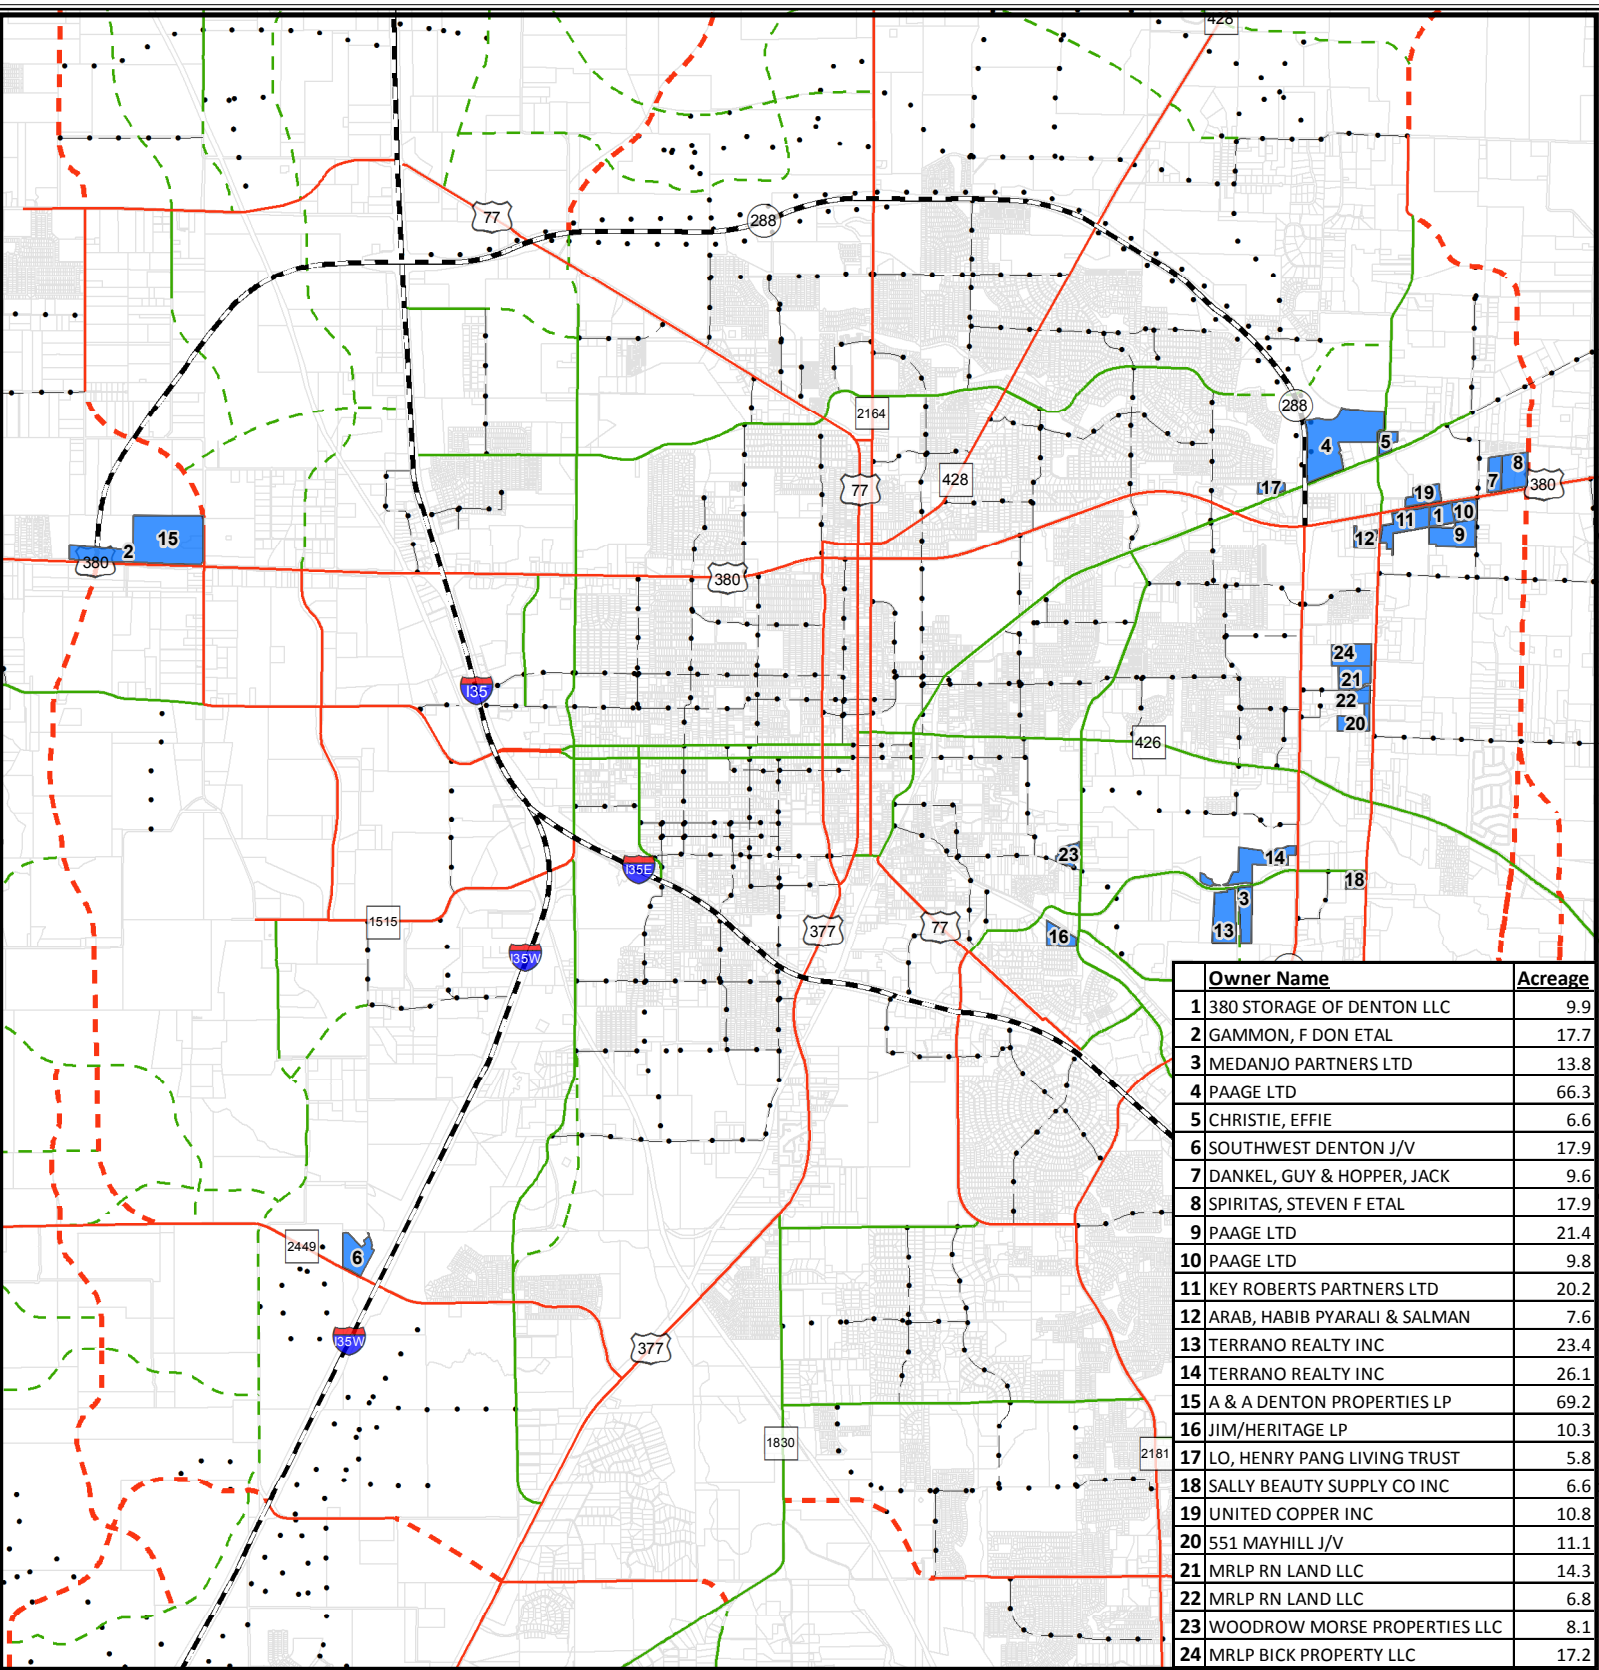 428
77
288
2164
288
77
428
4
5
17
19
7
8
380
11
1
10
12
9
15
2
380
380
24
21
22
20
I35
426
23
14
I35E
18
3
13
1515
377
77
16
I35W
2449
6
I35W
377
1830
2181
Owner Name Acreage
1 380 STORAGE OF DENTON LLC 9.9
2 GAMMON, F DON ETAL 17.7
3 MEDANJO PARTNERS LTD 13.8
4 PAAGE LTD 66.3
5 CHRISTIE, EFFIE 6.6
6 SOUTHWEST DENTON J/V 17.9
7 DANKEL, GUY & HOPPER, JACK 9.6
8 SPIRITAS, STEVEN F ETAL 17.9
9 PAAGE LTD 21.4
10 PAAGE LTD 9.8
11 KEY ROBERTS PARTNERS LTD 20.2
12 ARAB, HABIB PYARALI & SALMAN 7.6
13 TERRANO REALTY INC 23.4
14 TERRANO REALTY INC 26.1
15 A & A DENTON PROPERTIES LP 69.2
16 JIM/HERITAGE LP 10.3
17 LO, HENRY PANG LIVING TRUST 5.8
18 SALLY BEAUTY SUPPLY CO INC 6.6
19 UNITED COPPER INC 10.8
20 551 MAYHILL J/V 11.1
21 MRLP RN LAND LLC 14.3
22 MRLP RN LAND LLC 6.8
23 WOODROW MORSE PROPERTIES LLC 8.1
24 MRLP BICK PROPERTY LLC 17.2